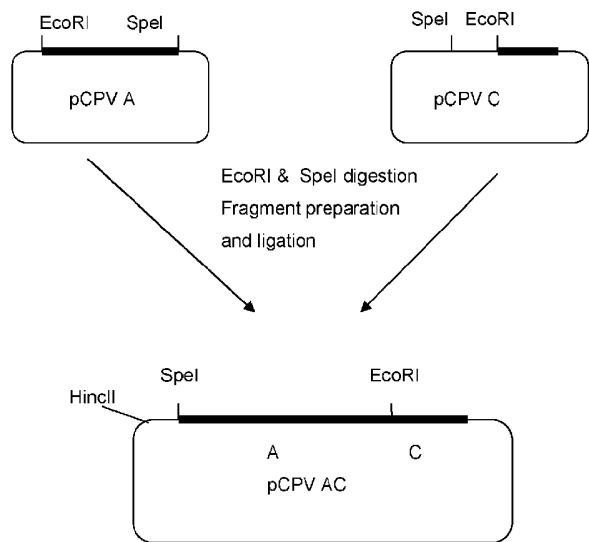 EcoRI SpeI
pCPV A
SpeI EcoRI
pCPV C
EcoRI & SpeI digestion
Fragment preparation
and ligation
SpeI EcoRI
HincII
A C
pCPV AC